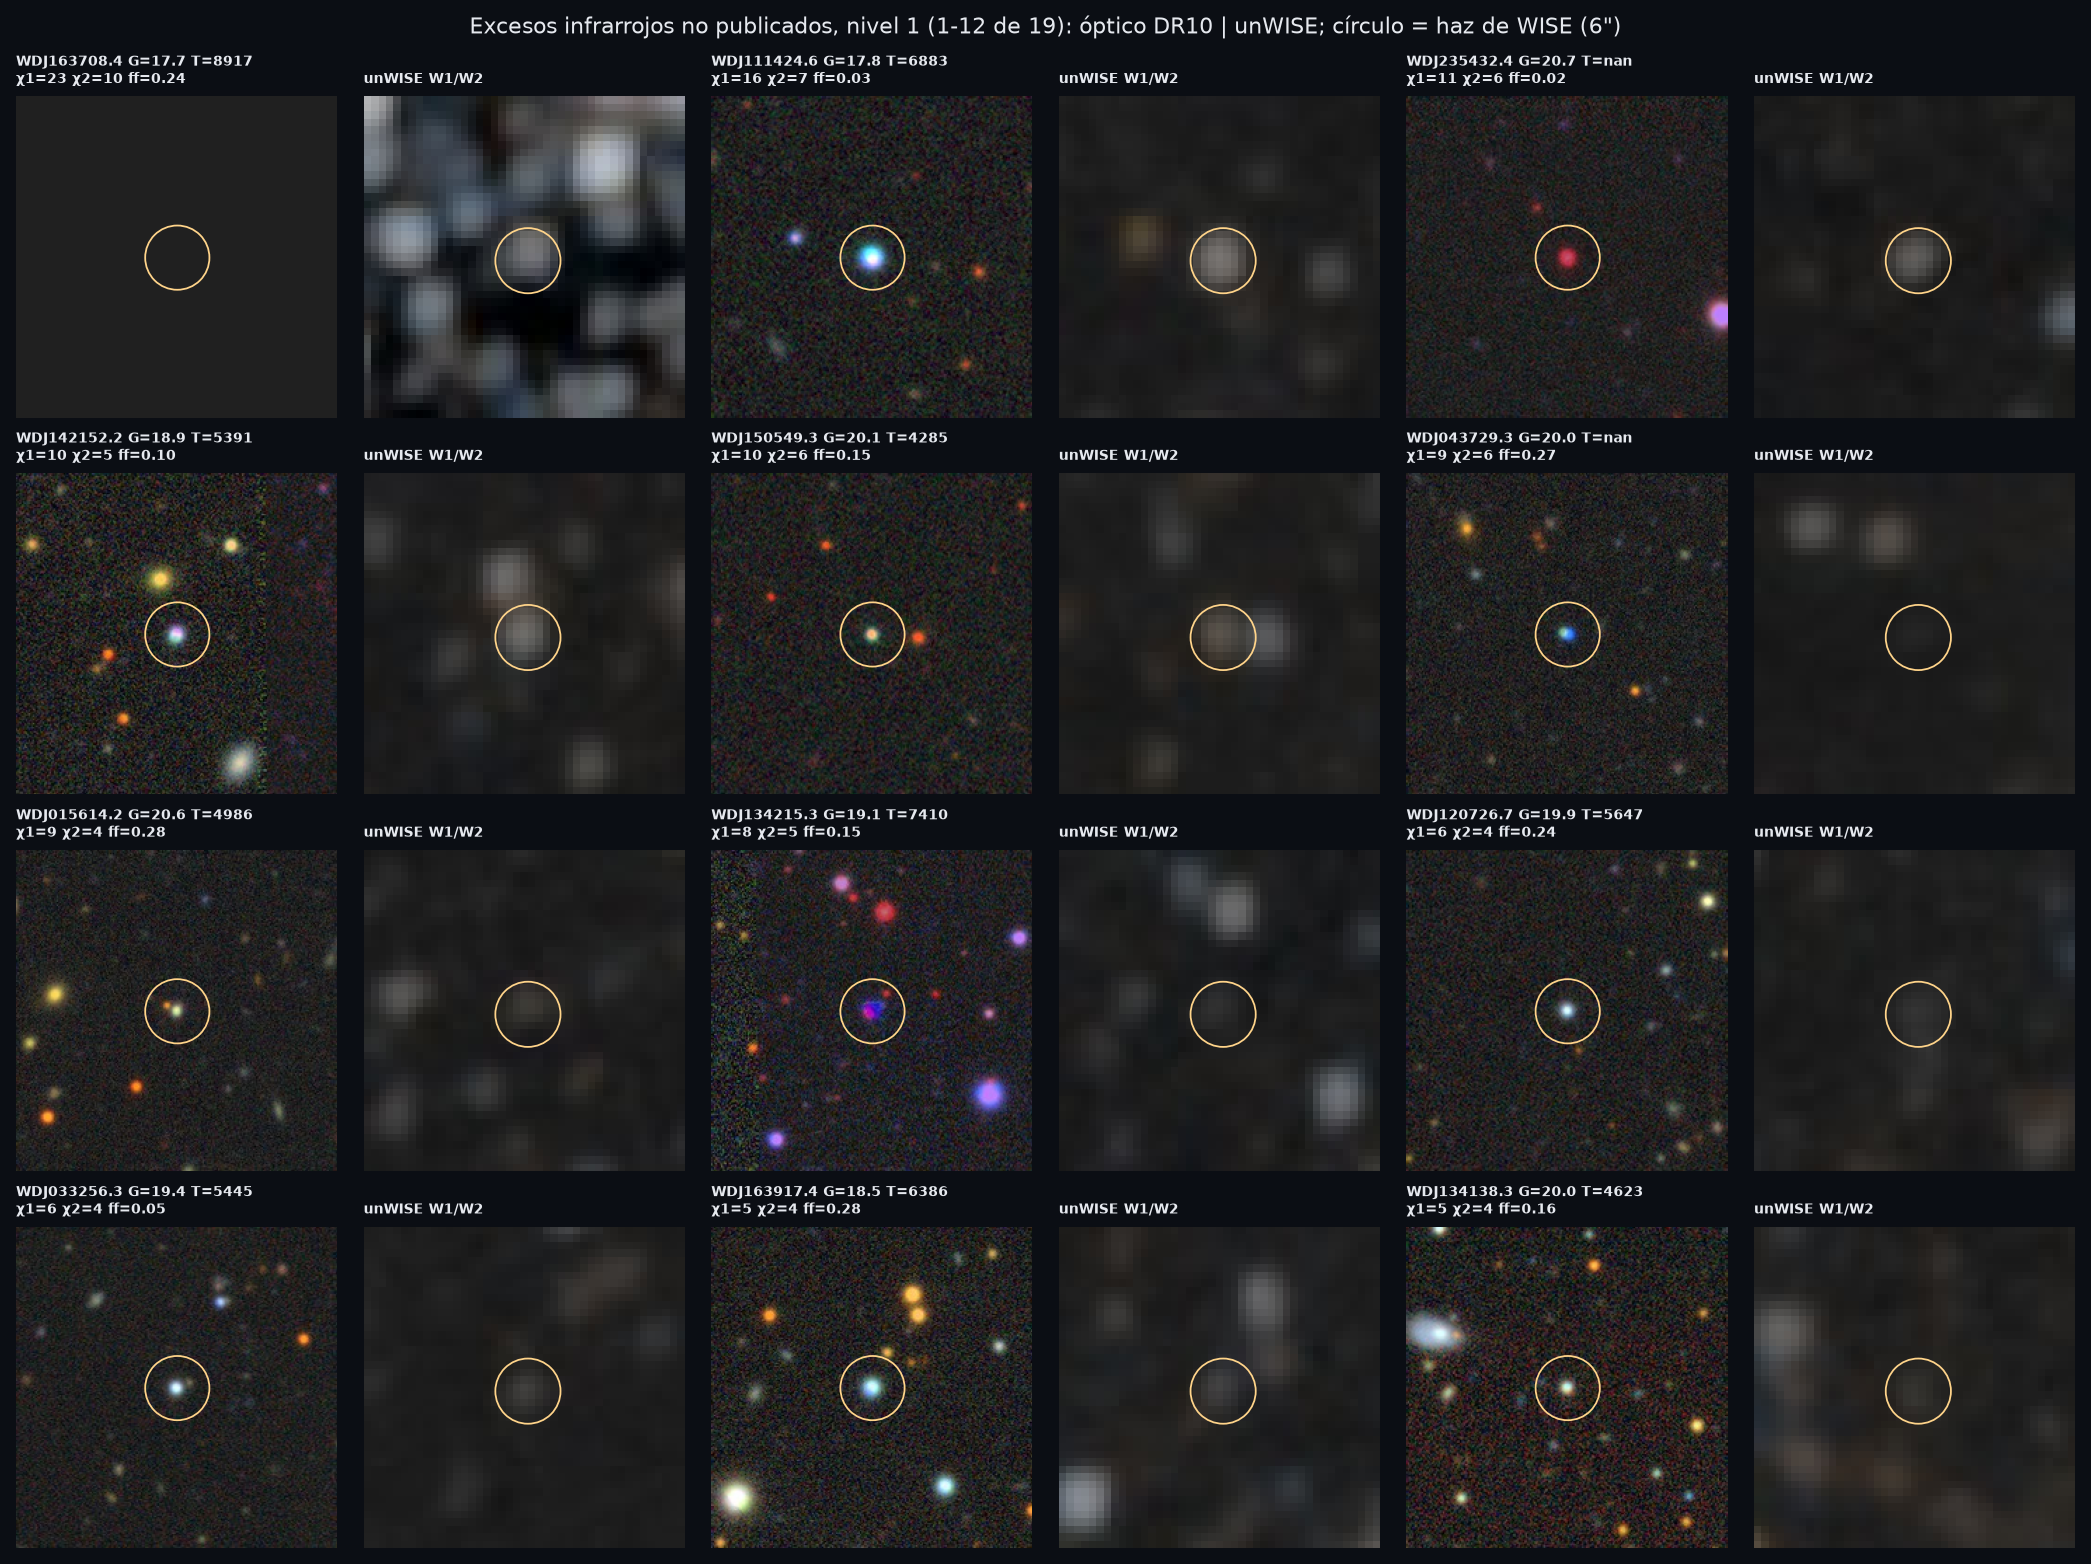 Excesos infrarrojos no publicados, nivel 1 (1-12 de 19): óptico DR10 | unWISE; círculo = haz de WISE (6")
WDJ163708.4 G=17.7 T=8917
χ1=23 χ2=10 ff=0.24
unWISE W1/W2
WDJ111424.6 G=17.8 T=6883
χ1=16 χ2=7 ff=0.03
unWISE W1/W2
WDJ235432.4 G=20.7 T=nan
χ1=11 χ2=6 ff=0.02
unWISE W1/W2
WDJ142152.2 G=18.9 T=5391
χ1=10 χ2=5 ff=0.10
unWISE W1/W2
WDJ150549.3 G=20.1 T=4285
χ1=10 χ2=6 ff=0.15
unWISE W1/W2
WDJ043729.3 G=20.0 T=nan
χ1=9 χ2=6 ff=0.27
unWISE W1/W2
WDJ015614.2 G=20.6 T=4986
χ1=9 χ2=4 ff=0.28
unWISE W1/W2
WDJ134215.3 G=19.1 T=7410
χ1=8 χ2=5 ff=0.15
unWISE W1/W2
WDJ120726.7 G=19.9 T=5647
χ1=6 χ2=4 ff=0.24
unWISE W1/W2
WDJ033256.3 G=19.4 T=5445
χ1=6 χ2=4 ff=0.05
unWISE W1/W2
WDJ163917.4 G=18.5 T=6386
χ1=5 χ2=4 ff=0.28
unWISE W1/W2
WDJ134138.3 G=20.0 T=4623
χ1=5 χ2=4 ff=0.16
unWISE W1/W2